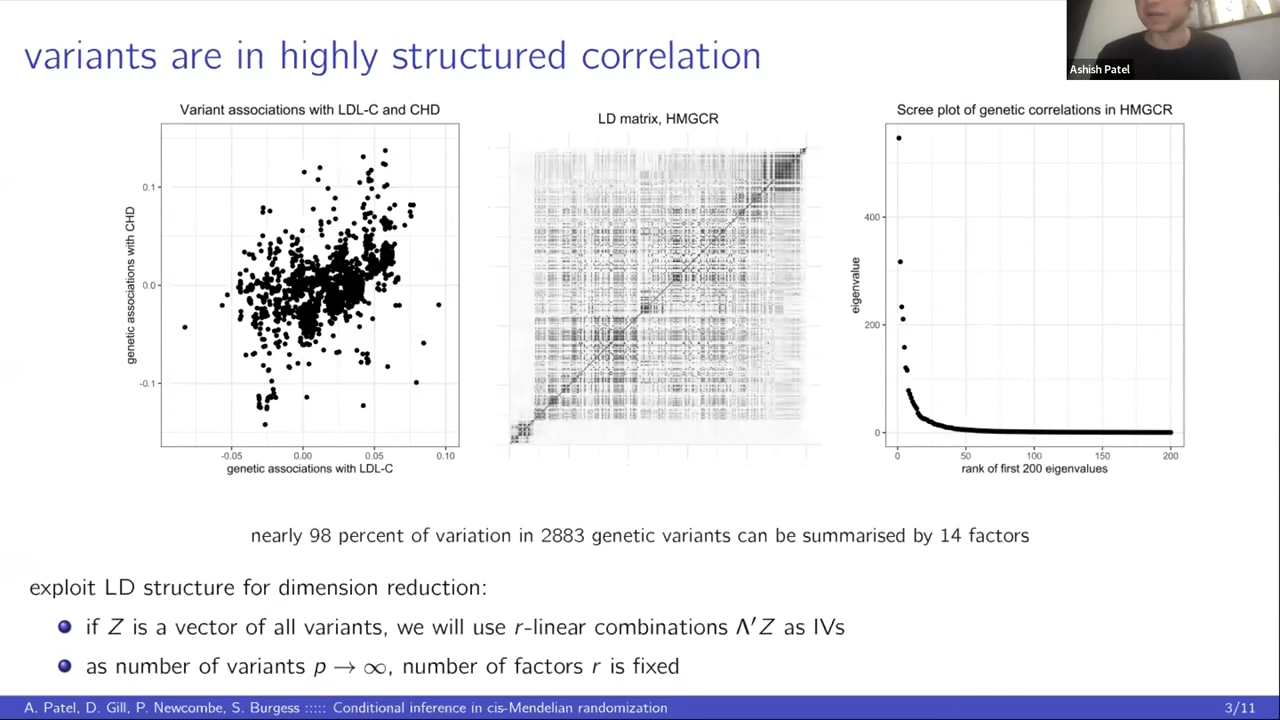 variants are in highly structured correlation
Ashish Patel
Variant associations with LDL-C and CHD
0.1
0.0
-0.1
genetic associations with CHD
-0.05
0.00
0.05
0.10
genetic associations with LDL-C
LD matrix, HMGCR
Scree plot of genetic correlations in HMGCR
400
200
0
eigenvalue
0
50
100
150
200
rank of first 200 eigenvalues
nearly 98 percent of variation in 2883 genetic variants can be summarised by 14 factors
exploit LD structure for dimension reduction:
if Z is a vector of all variants, we will use r-linear combinations Λ′Z as IVs
as number of variants p → ∞, number of factors r is fixed
A. Patel, D. Gill, P. Newcombe, S. Burgess ::::: Conditional inference in cis-Mendelian randomization
3/11